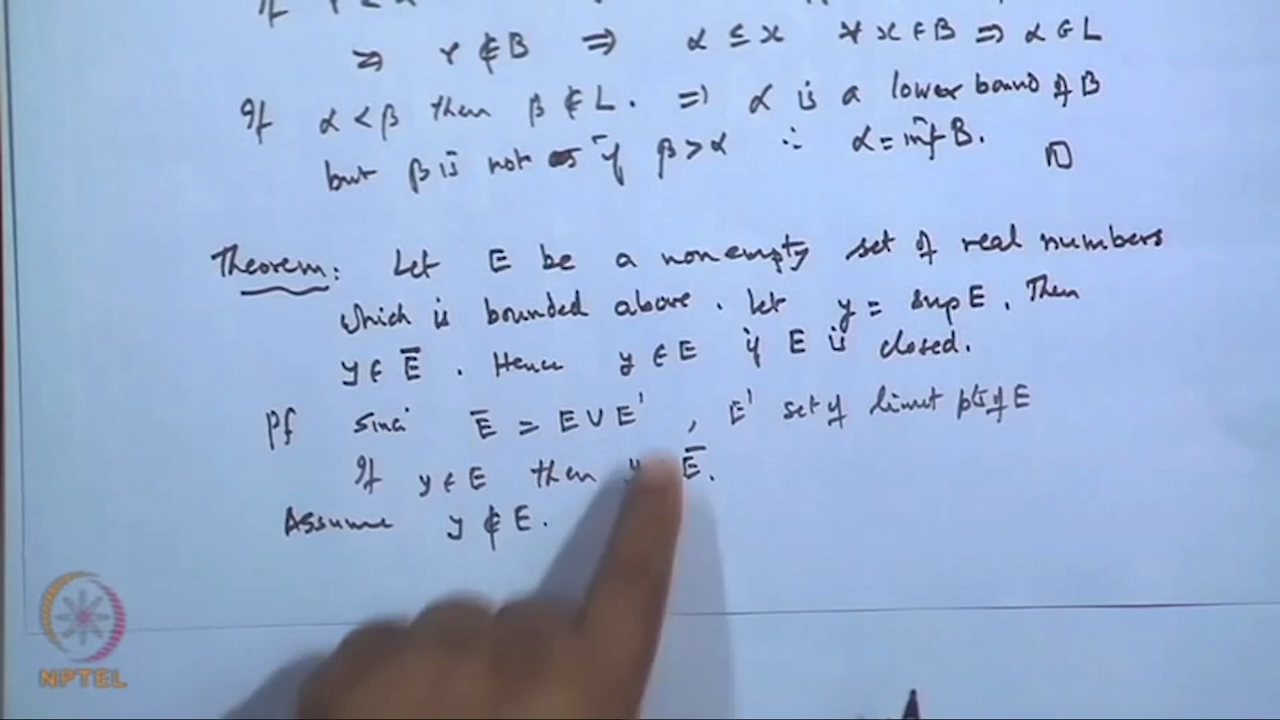 If
⇒ γ ∉ B ⇒ α ≤ x ∀ x ∈ B ⇒ α ∈ L
If α < β then β ∉ L. ⇒ α is a lower bound of B
but β is not if β > α ∴ α = inf B.
Theorem: Let E be a nonempty set of real numbers
which is bounded above. Let y = sup E. Then
y ∈ E̅. Hence y ∈ E if E is closed.
Pf Since E̅ = E ∪ E', E' set of limit pts of E
If y ∈ E then y E̅.
Assume y ∉ E.
NPTEL